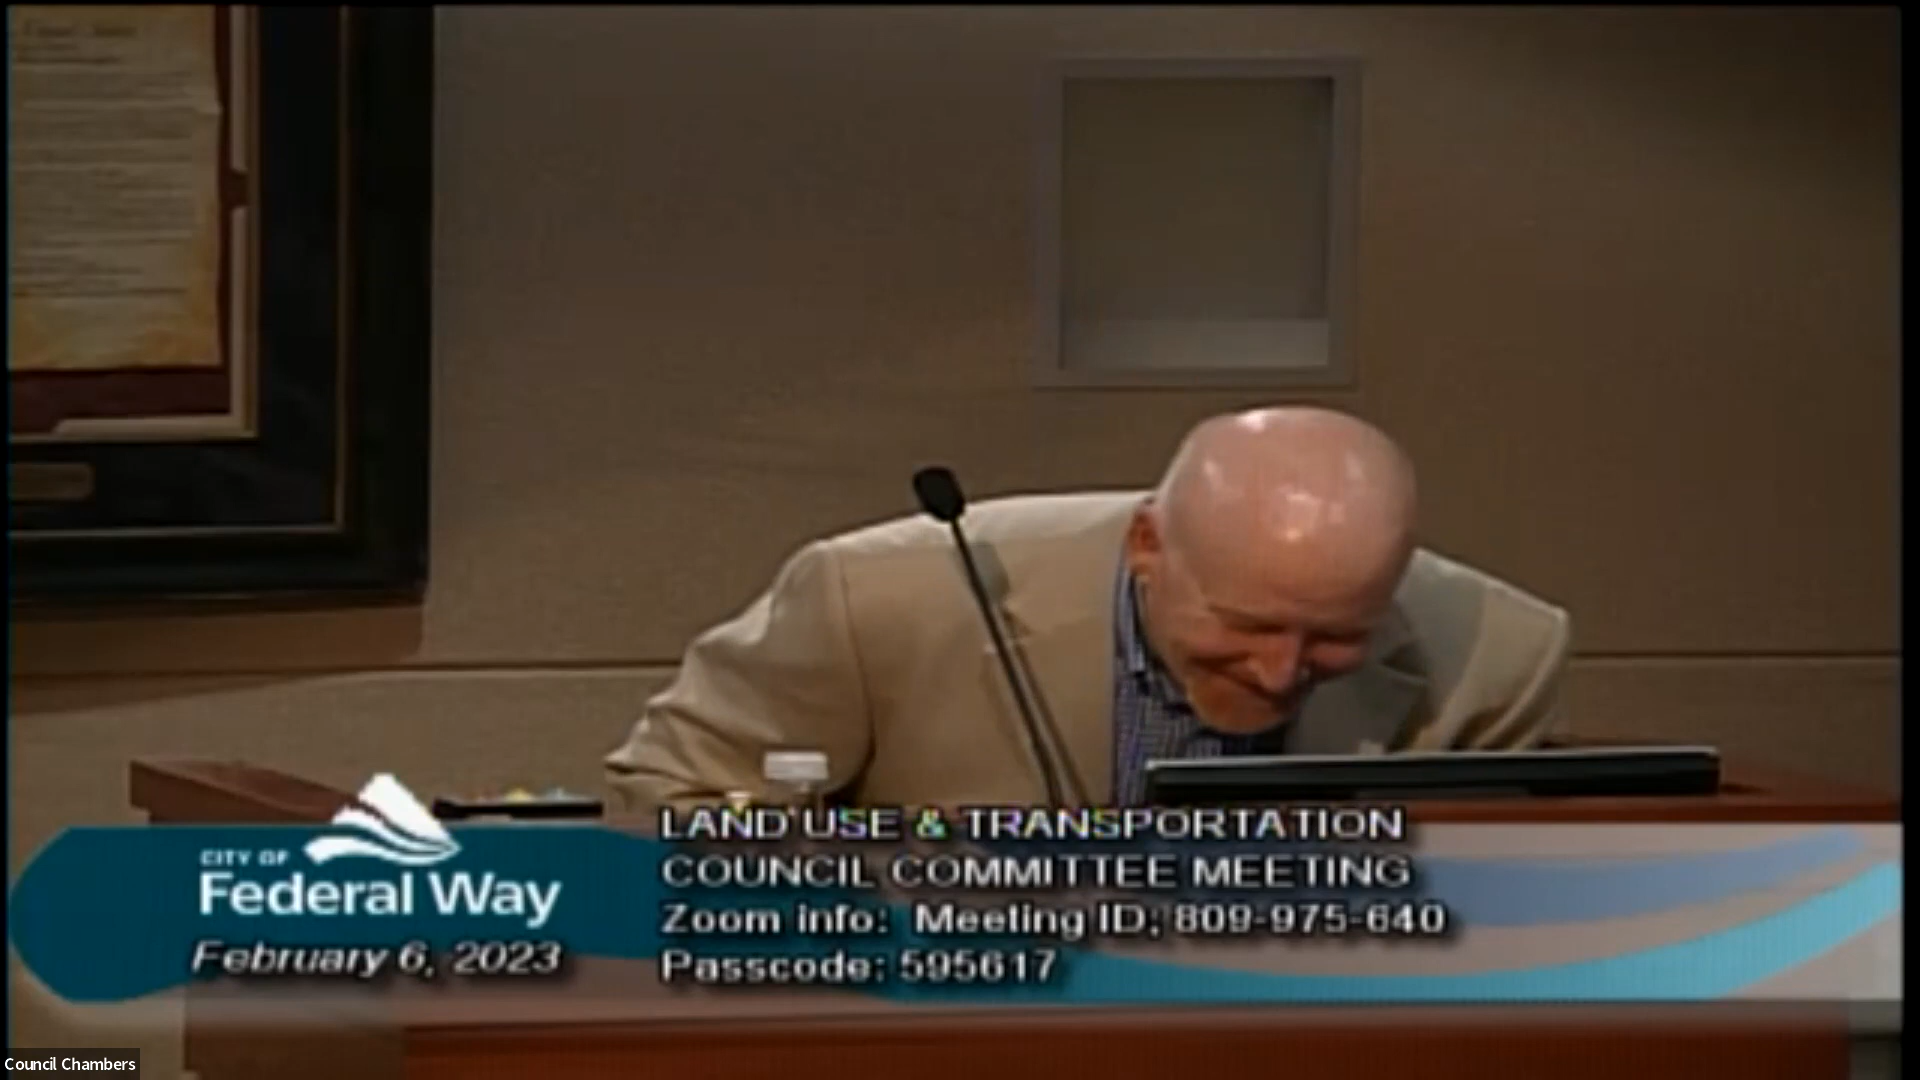 CITY OF
Federal Way
February 6, 2023
LAND USE & TRANSPORTATION
COUNCIL COMMITTEE MEETING
Zoom info: Meeting ID; 809-975-640
Passcode; 595617
Council Chambers